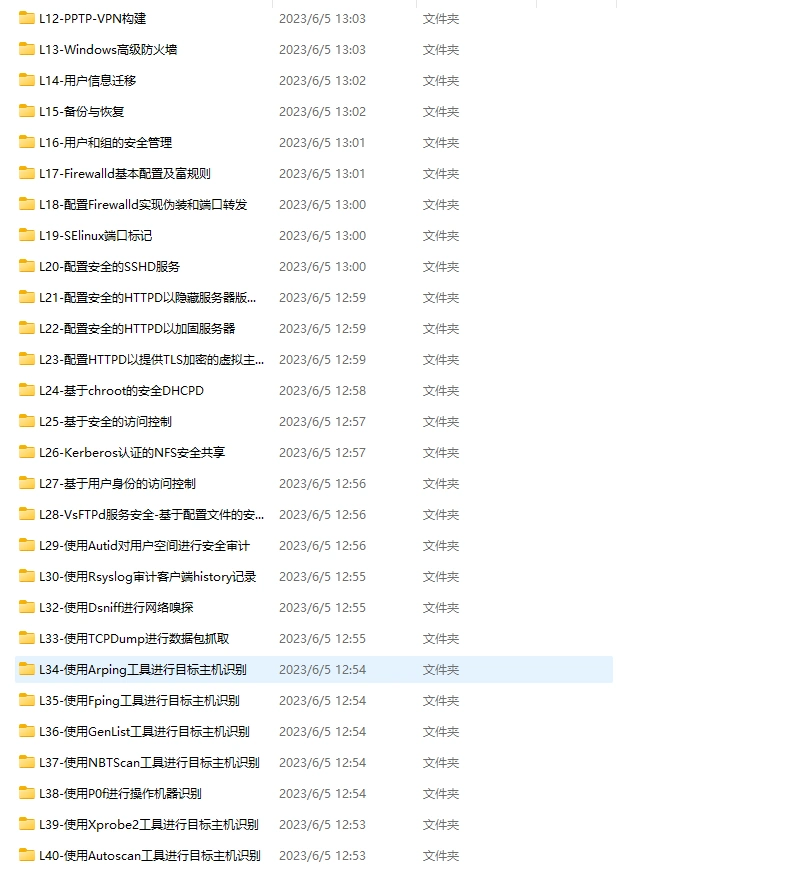 L12-PPTP-VPN构建 2023/6/5 13:03 文件夹
L13-Windows高级防火墙 2023/6/5 13:03 文件夹
L14-用户信息迁移 2023/6/5 13:02 文件夹
L15-备份与恢复 2023/6/5 13:02 文件夹
L16-用户和组的安全管理 2023/6/5 13:01 文件夹
L17-Firewalld基本配置及富规则 2023/6/5 13:01 文件夹
L18-配置Firewalld实现伪装和端口转发 2023/6/5 13:00 文件夹
L19-SElinux端口标记 2023/6/5 13:00 文件夹
L20-配置安全的SSHD服务 2023/6/5 13:00 文件夹
L21-配置安全的HTTPD以隐藏服务器版... 2023/6/5 12:59 文件夹
L22-配置安全的HTTPD以加固服务器 2023/6/5 12:59 文件夹
L23-配置HTTPD以提供TLS加密的虚拟主... 2023/6/5 12:59 文件夹
L24-基于chroot的安全DHCPD 2023/6/5 12:58 文件夹
L25-基于安全的访问控制 2023/6/5 12:57 文件夹
L26-Kerberos认证的NFS安全共享 2023/6/5 12:57 文件夹
L27-基于用户身份的访问控制 2023/6/5 12:56 文件夹
L28-VsFTPd服务安全-基于配置文件的安... 2023/6/5 12:56 文件夹
L29-使用Autid对用户空间进行安全审计 2023/6/5 12:56 文件夹
L30-使用Rsyslog审计客户端history记录 2023/6/5 12:55 文件夹
L32-使用Dsniff进行网络嗅探 2023/6/5 12:55 文件夹
L33-使用TCPDump进行数据包抓取 2023/6/5 12:55 文件夹
L34-使用Arping工具进行目标主机识别 2023/6/5 12:54 文件夹
L35-使用Fping工具进行目标主机识别 2023/6/5 12:54 文件夹
L36-使用GenList工具进行目标主机识别 2023/6/5 12:54 文件夹
L37-使用NBTScan工具进行目标主机识别 2023/6/5 12:54 文件夹
L38-使用P0f进行操作机器识别 2023/6/5 12:54 文件夹
L39-使用Xprobe2工具进行目标主机识别 2023/6/5 12:53 文件夹
L40-使用Autoscan工具进行目标主机识别 2023/6/5 12:53 文件夹